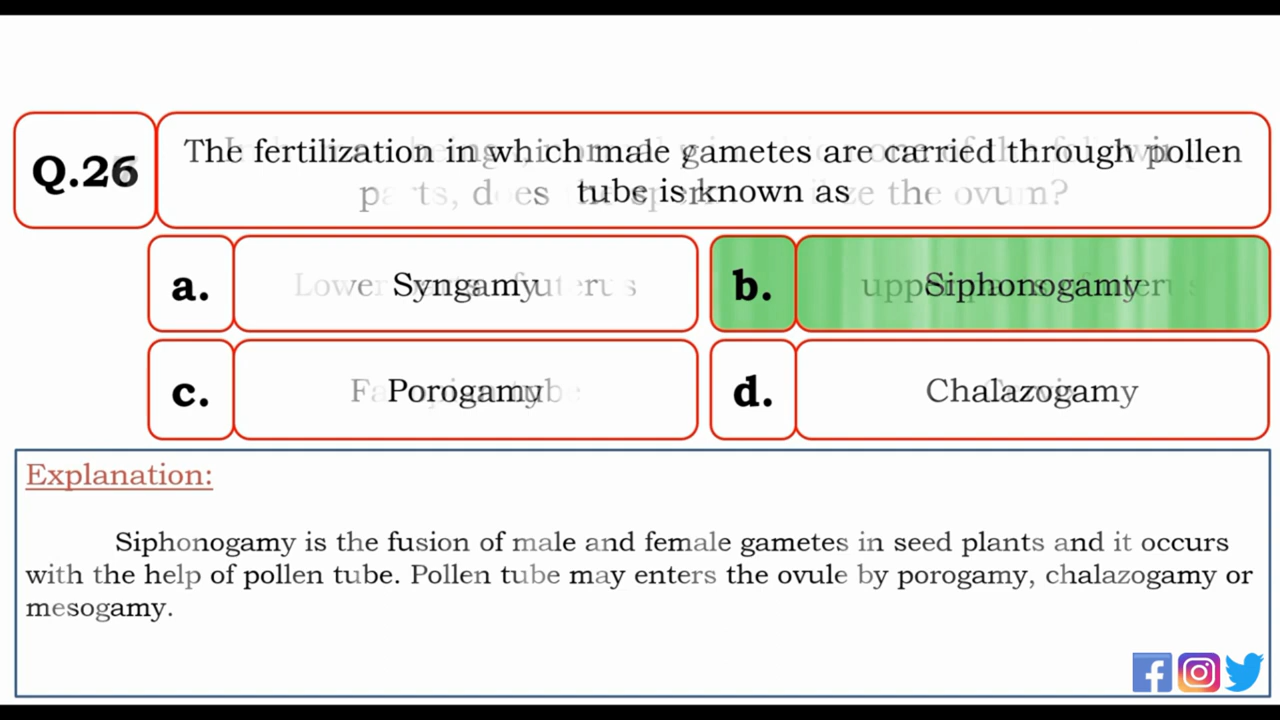 Q.26
The fertilization in which male gametes are carried through pollen
tube is known as
a.
Syngamy
b.
Siphonogamy
c.
Porogamy
d.
Chalazogamy
Explanation:
Siphonogamy is the fusion of male and female gametes in seed plants and it occurs
with the help of pollen tube. Pollen tube may enters the ovule by porogamy, chalazogamy or
mesogamy.